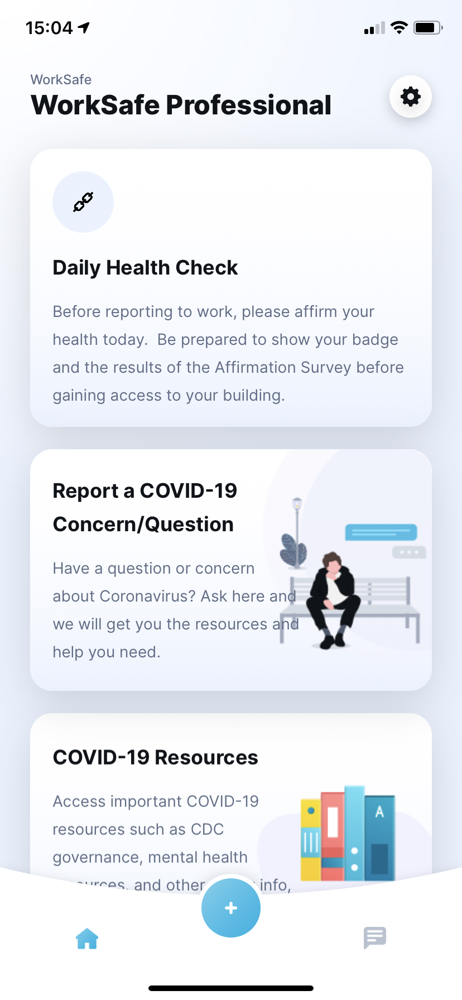 15:04
WorkSafe
WorkSafe Professional
Daily Health Check
Before reporting to work, please affirm your
health today.  Be prepared to show your badge
and the results of the Affirmation Survey before
gaining access to your building.
Report a COVID-19
Concern/Question
Have a question or concern
about Coronavirus? Ask here and
we will get you the resources and
help you need.
COVID-19 Resources
Access important COVID-19
resources such as CDC
governance, mental health
and other info,
A